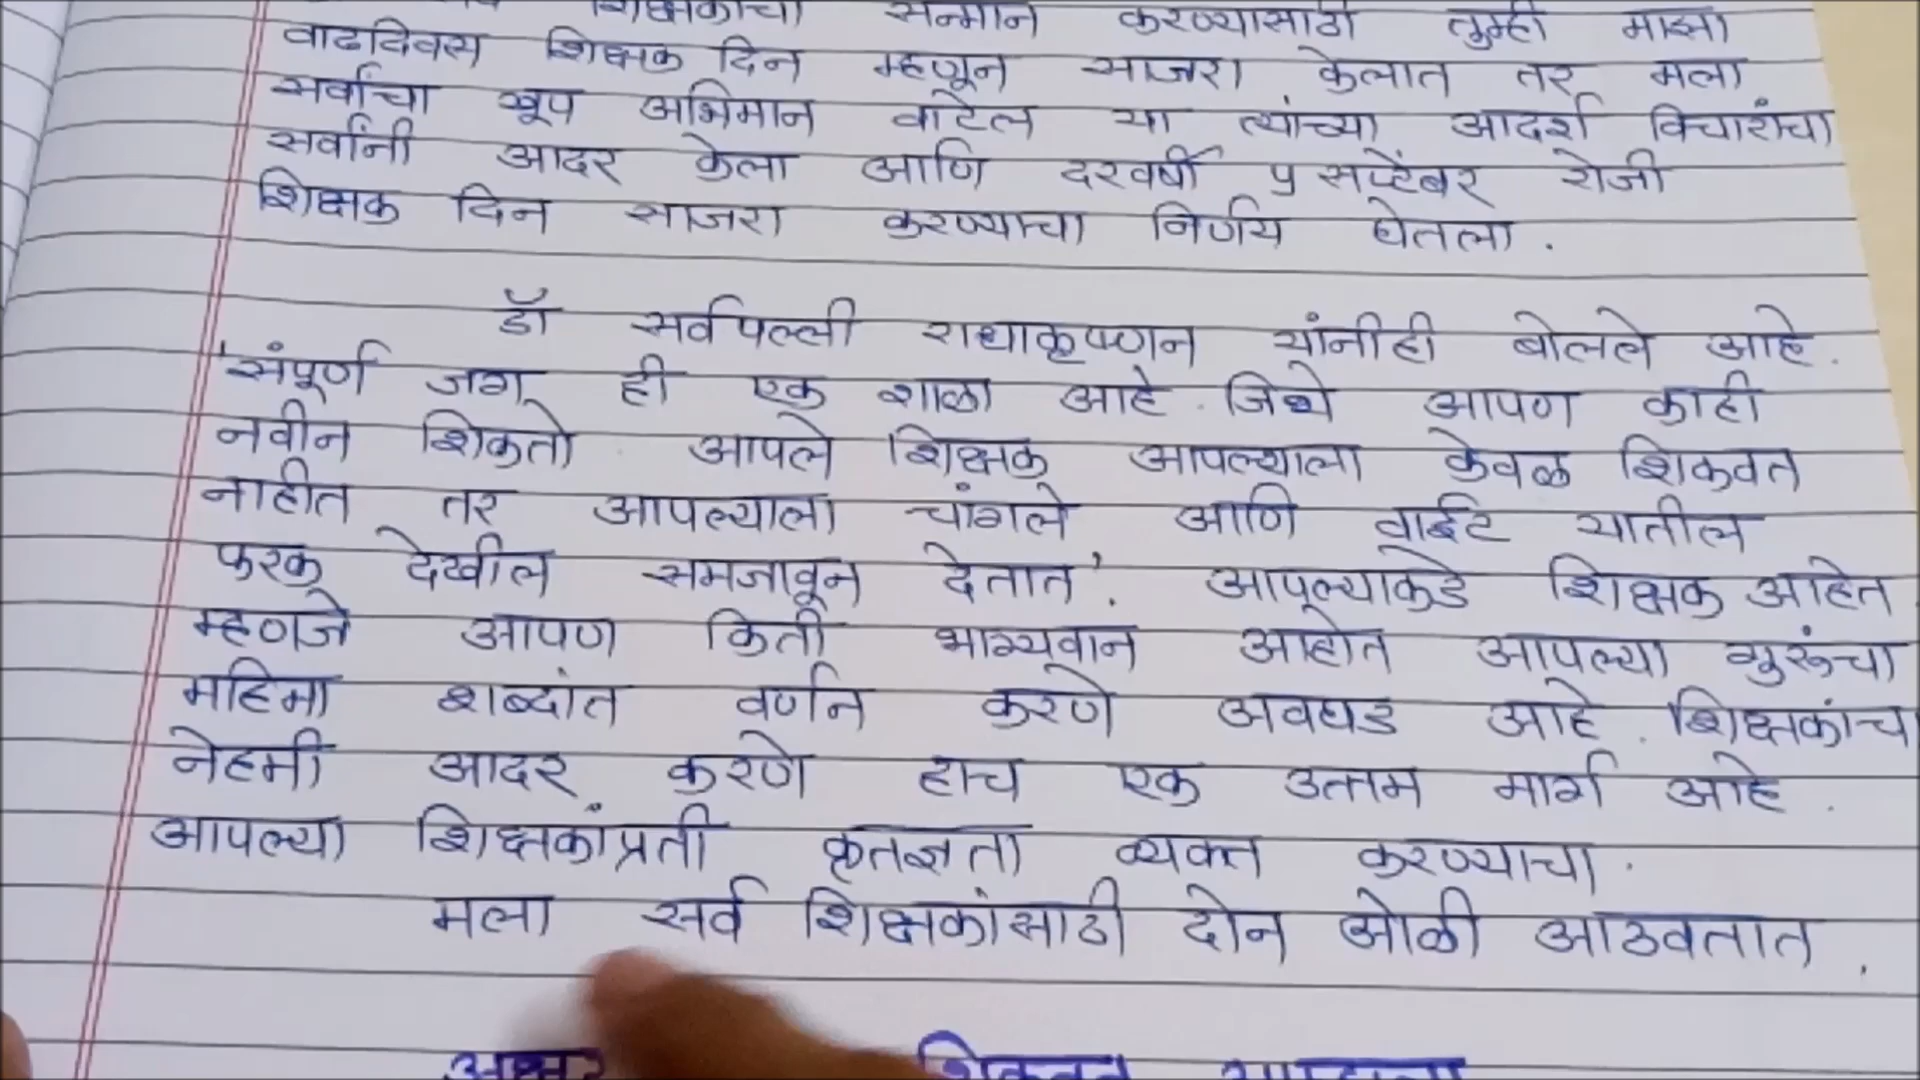 शिक्षकांचा सन्मान करण्यासाठी तुम्ही माझा
वाढदिवस शिक्षक दिन म्हणून साजरा केलात तर मला
सर्वांचा खूप अभिमान वाटेल या त्यांच्या आदर्श विचारांचा
सर्वांनी आदर केला आणि दरवर्षी ५ सप्टेंबर रोजी
शिक्षक दिन साजरा करण्याचा निर्णय घेतला.
डॉ सर्वपल्ली राधाकृष्णन यांनीही बोलले आहे.
'संपूर्ण जग ही एक शाळा आहे. जिथे आपण काही
नवीन शिकतो. आपले शिक्षक आपल्याला केवळ शिकवत
नाहीत तर आपल्याला चांगले आणि वाईट यातील
फरक देखील समजावून देतात'. आपल्याकडे शिक्षक आहेत
म्हणजे आपण किती भाग्यवान आहोत आपल्या गुरूंचा
महिमा शब्दांत वर्णन करणे अवघड आहे. शिक्षकांच
नेहमी आदर करणे हाच एक उत्तम मार्ग आहे.
आपल्या शिक्षकांप्रती कृतज्ञता व्यक्त करण्याचा.
मला सर्व शिक्षकांसाठी दोन ओळी आठवतात.
अक्षर शिकवत